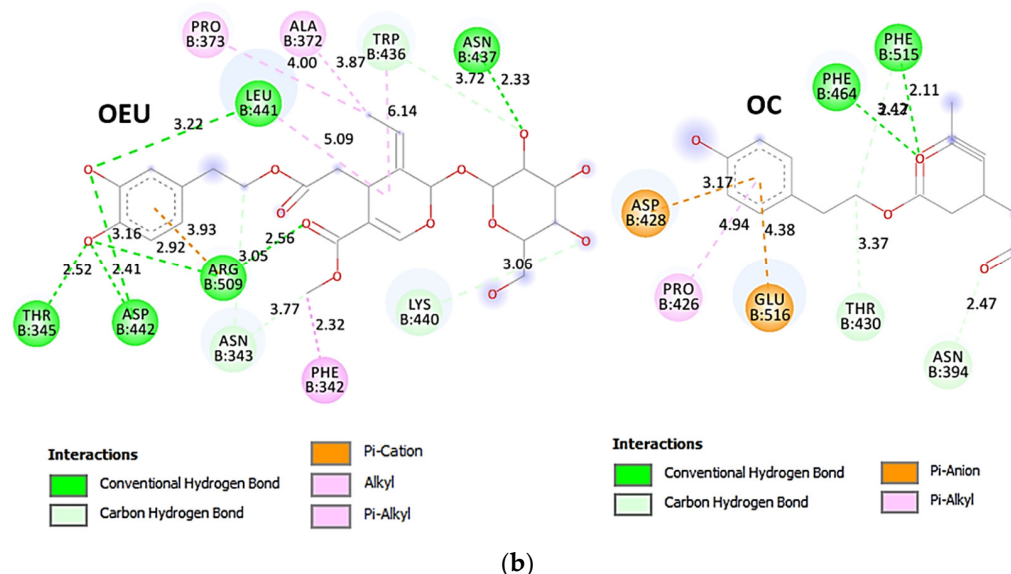 PRO
B:373
ALA
B:372
TRP
B:436
ASN
B:437
4.00
3.87
3.72
2.33
OEU
LEU
B:441
3.22
5.09
6.14
O
O
O
O
O
O
O
O
O
O
O
O
O
3.16
2.92
3.93
2.56
3.05
2.52
2.41
ARG
B:509
3.06
THR
B:345
ASP
B:442
ASN
B:343
3.77
2.32
LYS
B:440
PHE
B:342
Interactions
Conventional Hydrogen Bond
Carbon Hydrogen Bond
Pi-Cation
Alkyl
Pi-Alkyl
PHE
B:515
PHE
B:464
2.11
OC
O
O
O
O
3.17
ASP
B:428
4.94
4.38
3.37
2.47
PRO
B:426
GLU
B:516
THR
B:430
ASN
B:394
Interactions
Conventional Hydrogen Bond
Carbon Hydrogen Bond
Pi-Anion
Pi-Alkyl
(b)